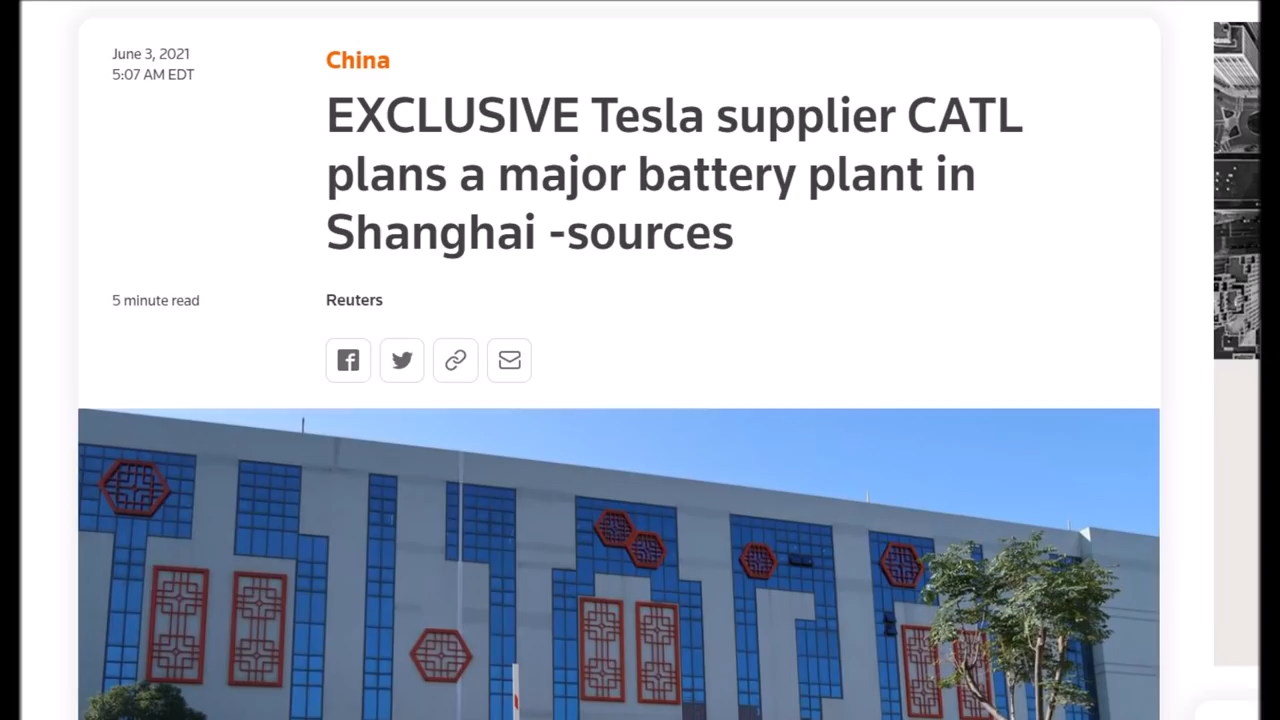 June 3, 2021
5:07 AM EDT
China
EXCLUSIVE Tesla supplier CATL
plans a major battery plant in
Shanghai -sources
5 minute read
Reuters